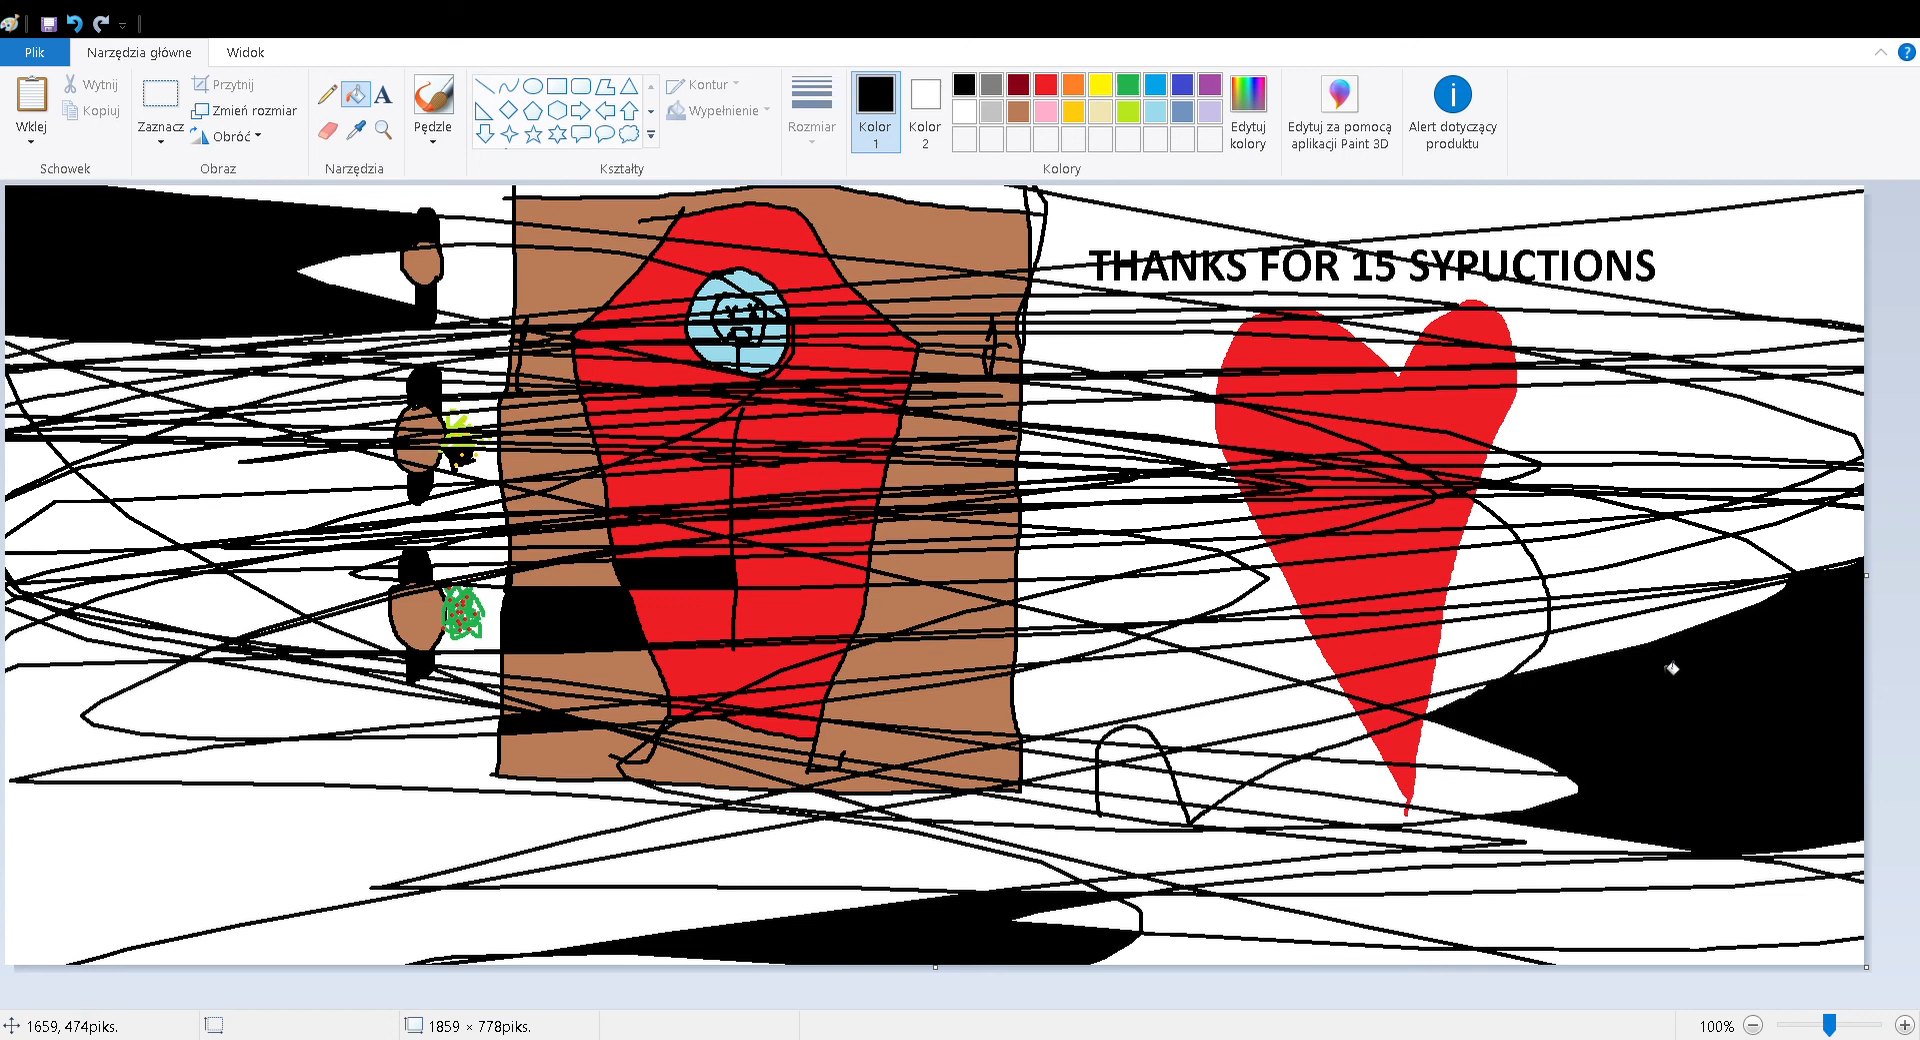 Plik Narzędzia główne Widok
Wklej
Wytnij
Kopiuj
Schowek
Zaznacz
Przytnij
Zmień rozmiar
Obróć
Obraz
A
Narzędzia
Pędzle
Kontur
Wypełnienie
Kształty
Rozmiar
Kolor 1
Kolor 2
Edytuj kolory
Kolory
Edytuj za pomocą aplikacji Paint 3D
Alert dotyczący produktu
THANKS FOR 15 SYPUCTIONS
1659, 474piks. 1859 × 778piks. 100%